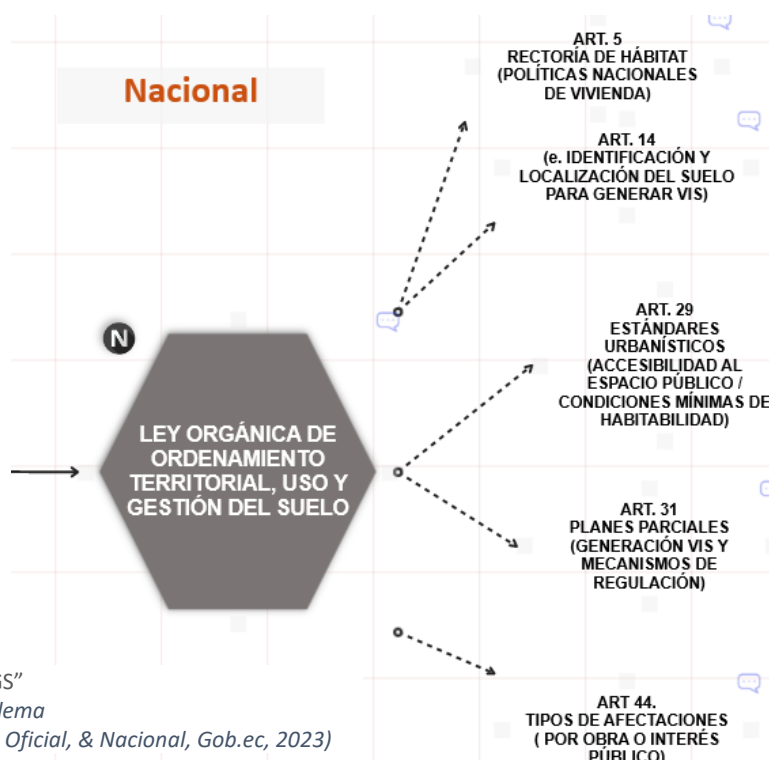 Nacional
ART. 5
RECTORÍA DE HÁBITAT
(POLÍTICAS NACIONALES
DE VIVIENDA)
ART. 14
(e. IDENTIFICACIÓN Y
LOCALIZACIÓN DEL SUELO
PARA GENERAR VIS)
N
LEY ORGÁNICA DE
ORDENAMIENTO
TERRITORIAL, USO Y
GESTIÓN DEL SUELO
ART. 29
ESTÁNDARES
URBANÍSTICOS
(ACCESIBILIDAD AL
ESPACIO PÚBLICO /
CONDICIONES MÍNIMAS DE
HABITABILIDAD)
ART. 31
PLANES PARCIALES
(GENERACIÓN VIS Y
MECANISMOS DE
REGULACIÓN)
ART 44.
TIPOS DE AFECTACIONES
( POR OBRA O INTERÉS
PÚBLICO)
Oficial, & Nacional, Gob.ec, 2023)